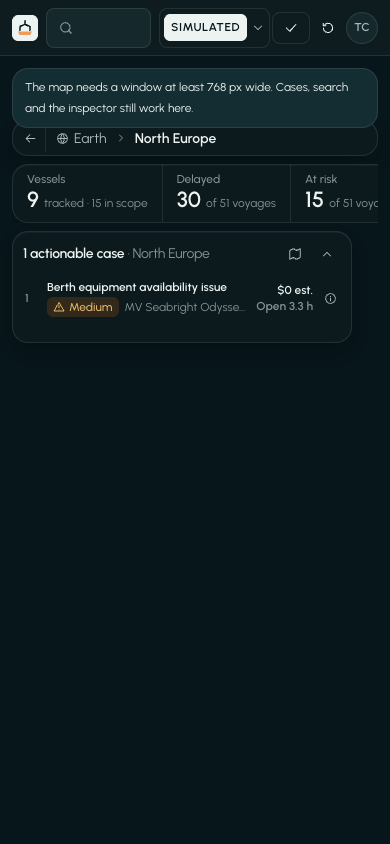 SIMULATED
TC
The map needs a window at least 768 px wide. Cases, search
and the inspector still work here.
Earth
North Europe
Vessels
9 tracked · 15 in scope
Delayed
30 of 51 voyages
At risk
15 of 51
1 actionable case · North Europe
1
Berth equipment availability issue
$0 est.
Medium
MV Seabright Odysse...
Open 3.3 h